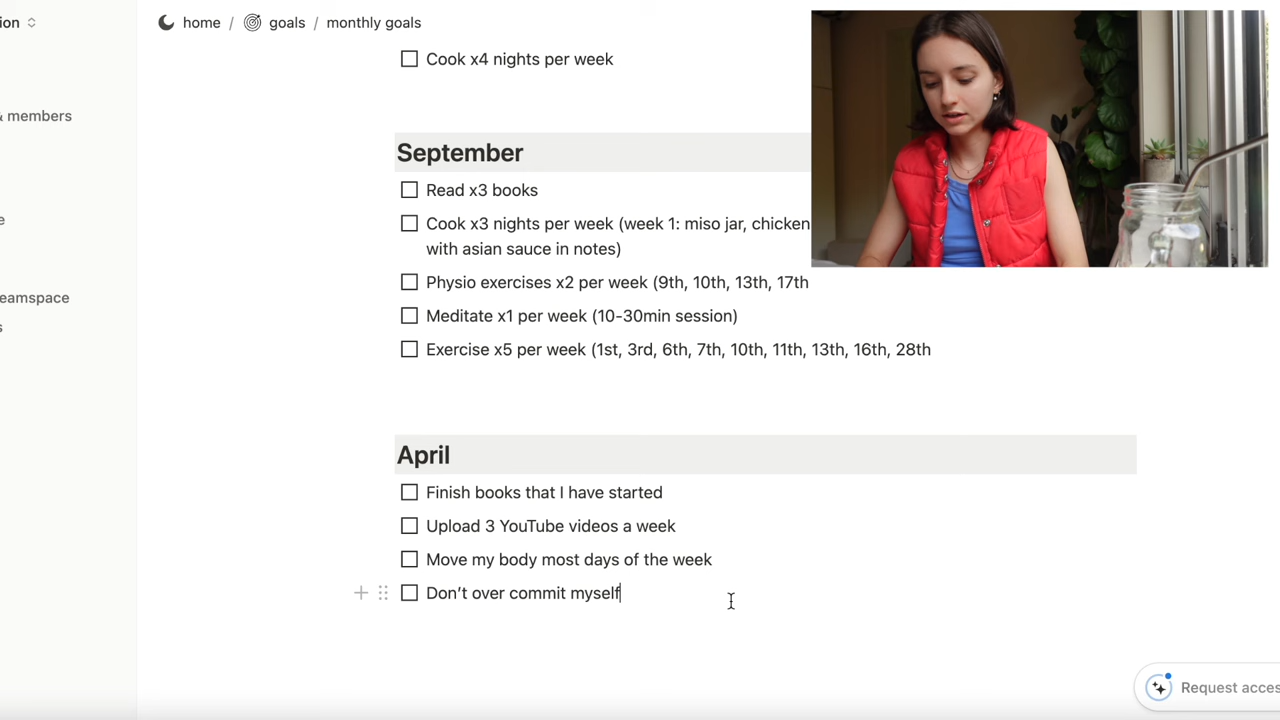 home / goals / monthly goals
Cook x4 nights per week
members
September
Read x3 books
Cook x3 nights per week (week 1: miso jar, chicken
with asian sauce in notes)
Physio exercises x2 per week (9th, 10th, 13th, 17th
Meditate x1 per week (10-30min session)
Exercise x5 per week (1st, 3rd, 6th, 7th, 10th, 11th, 13th, 16th, 28th
April
Finish books that I have started
Upload 3 YouTube videos a week
Move my body most days of the week
Don't over commit myself
Request